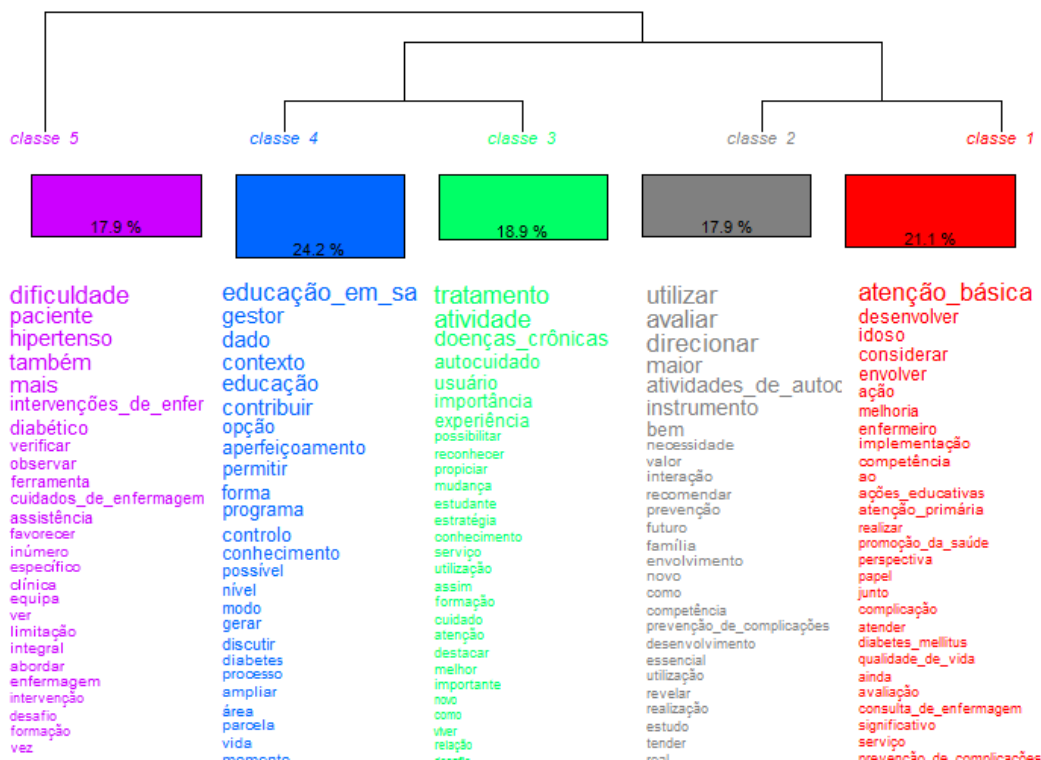 classe 5
classe 4
classe 3
classe 2
classe 1
17.9 %
24.2 %
18.9 %
17.9 %
21.1 %
dificuldade
paciente
hipertenso
também
mais
intervenções_de_enfer
diabético
verificar
observar
ferramenta
cuidados_de_enfermagem
assistência
favorecer
inúmero
específico
clínica
equipa
ver
limitação
integral
abordar
enfermagem
intervenção
desafio
formação
vez
educação_em_sa
gestor
dado
contexto
educação
contribuir
opção
aperfeiçoamento
permitir
forma
programa
controlo
conhecimento
possível
nível
modo
gerar
discutir
diabetes
processo
ampliar
área
parcela
vida
momento
tratamento
atividade
doenças_crônicas
autocuidado
usuário
importância
experiência
possibilitar
reconhecer
propiciar
mudança
estudante
estratégia
conhecimento
serviço
utilização
assim
formação
cuidado
atenção
destacar
melhor
importante
novo
como
viver
relação
desafio
utilizar
avaliar
direcionar
maior
atividades_de_autoc
instrumento
bem
necessidade
valor
interação
recomendar
prevenção
futuro
família
envolvimento
novo
como
competência
prevenção_de_complicações
desenvolvimento
essencial
utilização
revelar
realização
estudo
tender
real
atenção_básica
desenvolver
idoso
considerar
envolver
ação
melhoria
enfermeiro
implementação
competência
ao
ações_educativas
atenção_primária
realizar
promoção_da_saúde
perspectiva
papel
junto
complicação
atender
diabetes_mellitus
qualidade_de_vida
ainda
avaliação
consulta_de_enfermagem
significativo
serviço
prevenção_de_complicações